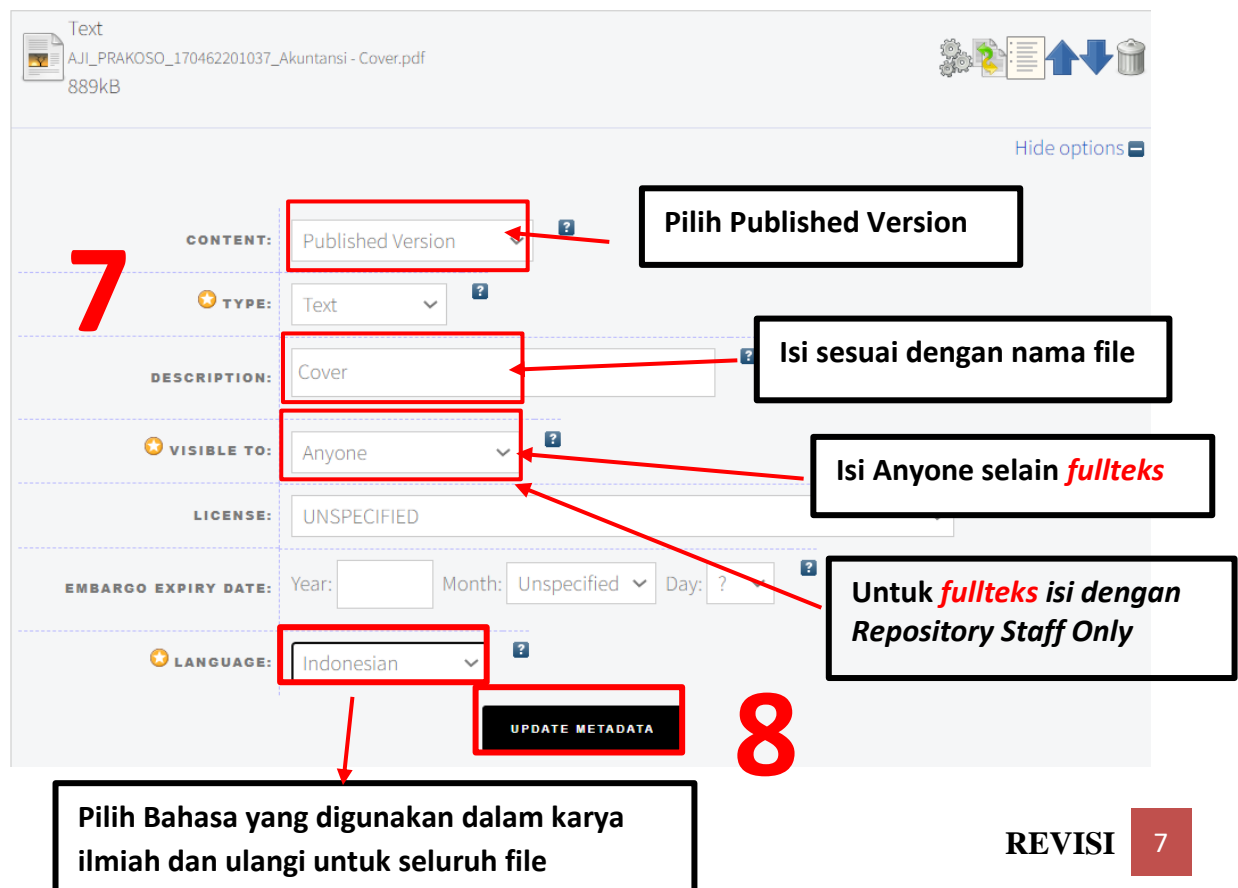 Text
AJI_PRAKOSO_170462201037_Akuntansi - Cover.pdf
889kB
Hide options
Pilih Published Version
CONTENT: Published Version
7
TYPE: Text
Isi sesuai dengan nama file
DESCRIPTION: Cover
VISIBLE TO: Anyone
Isi Anyone selain fullteks
LICENSE: UNSPECIFIED
EMBARGO EXPIRY DATE: Year: Month: Unspecified Day: ?
Untuk fullteks isi dengan
Repository Staff Only
LANGUAGE: Indonesian
UPDATE METADATA
8
Pilih Bahasa yang digunakan dalam karya
ilmiah dan ulangi untuk seluruh file
REVISI 7